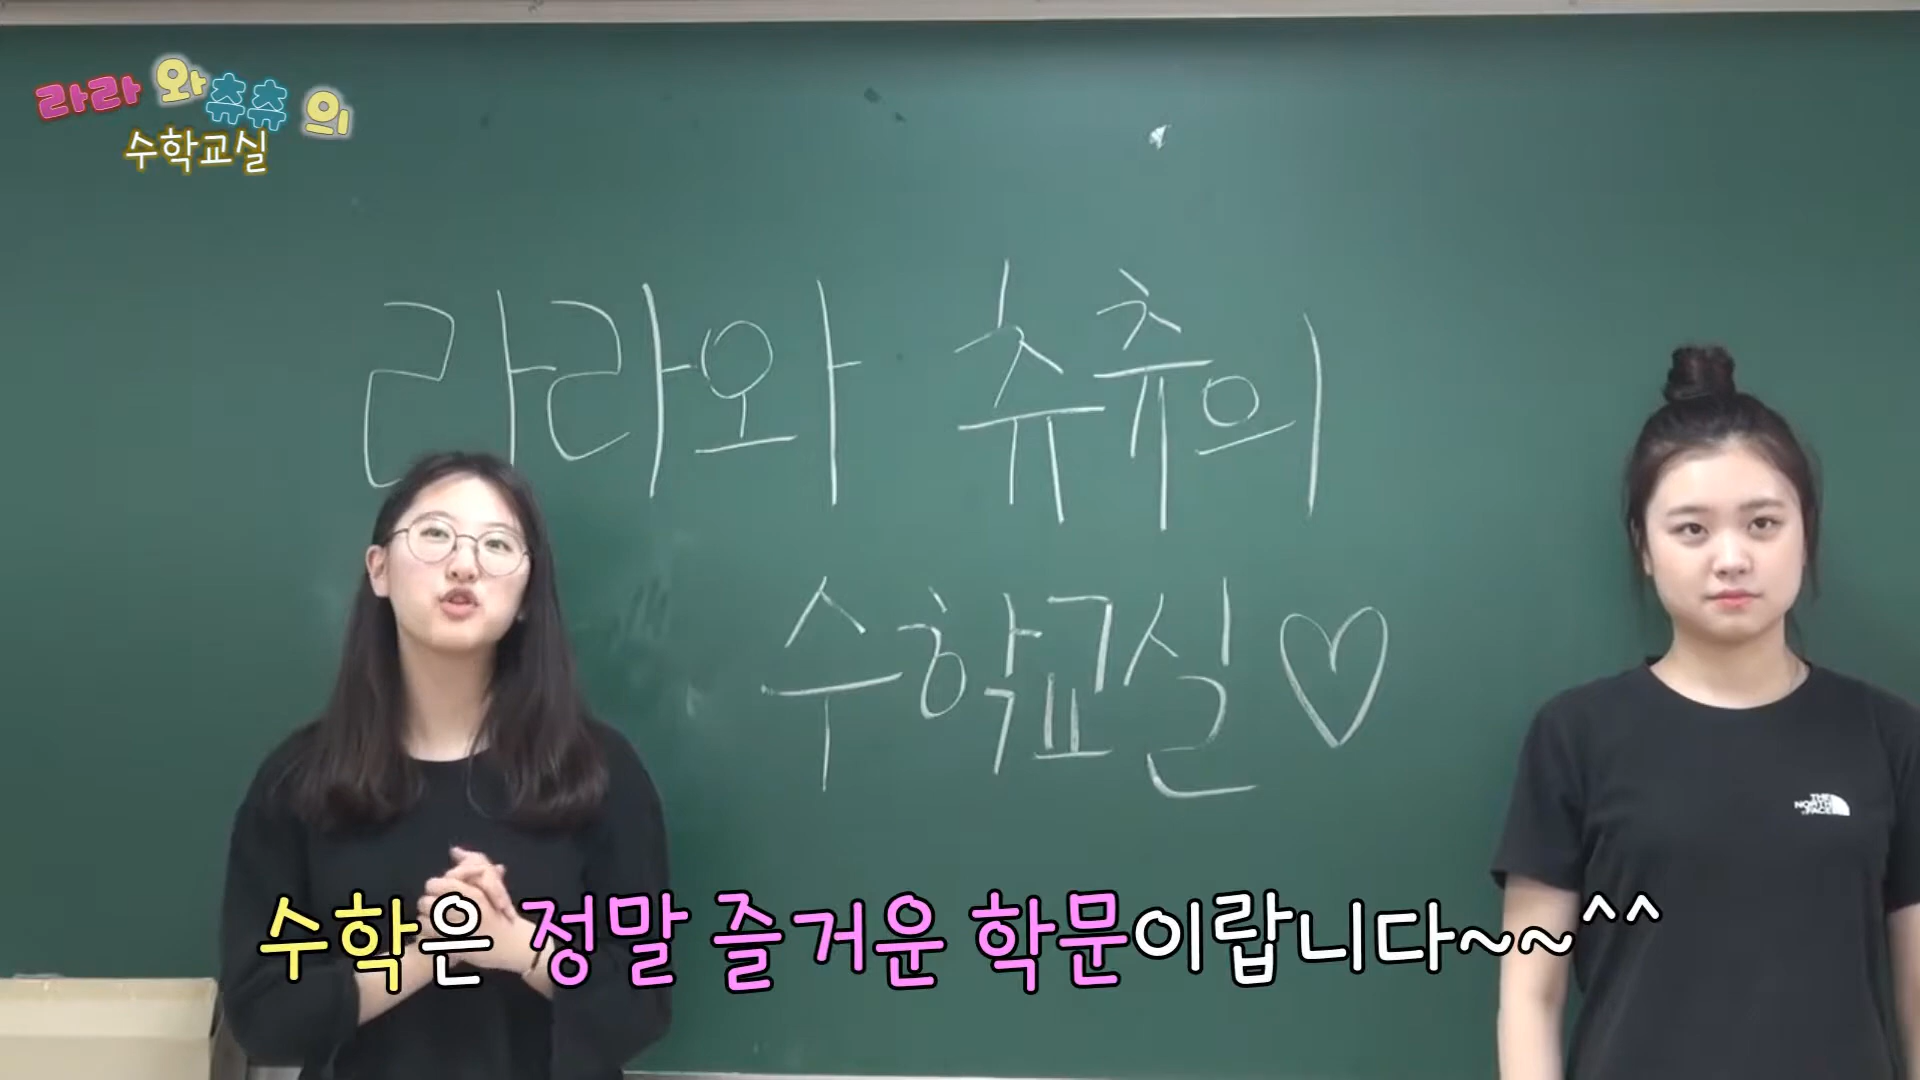 라라와츄츄의
수학교실
라라와 츄츄의
수학교실♡
THE
NORTH
FACE
수학은 정말 즐거운 학문이랍니다~~^^